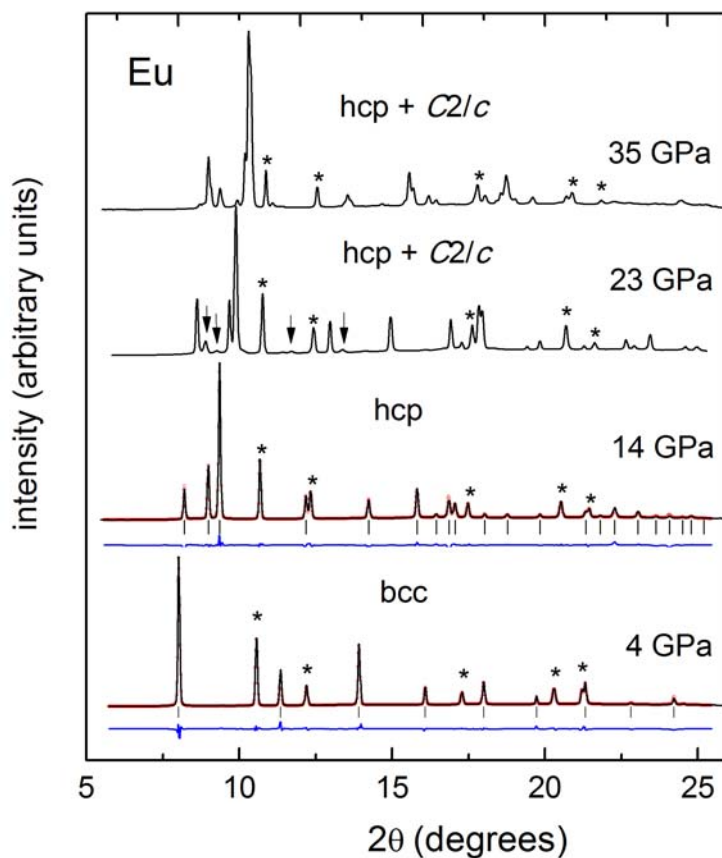 Eu
hcp + C2/c
35 GPa
*
*
*
*
*
hcp + C2/c
23 GPa
*
*
*
*
*
hcp
14 GPa
*
*
*
*
*
bcc
4 GPa
*
*
*
*
*
intensity (arbitrary units)
5 10 15 20 25
2θ (degrees)